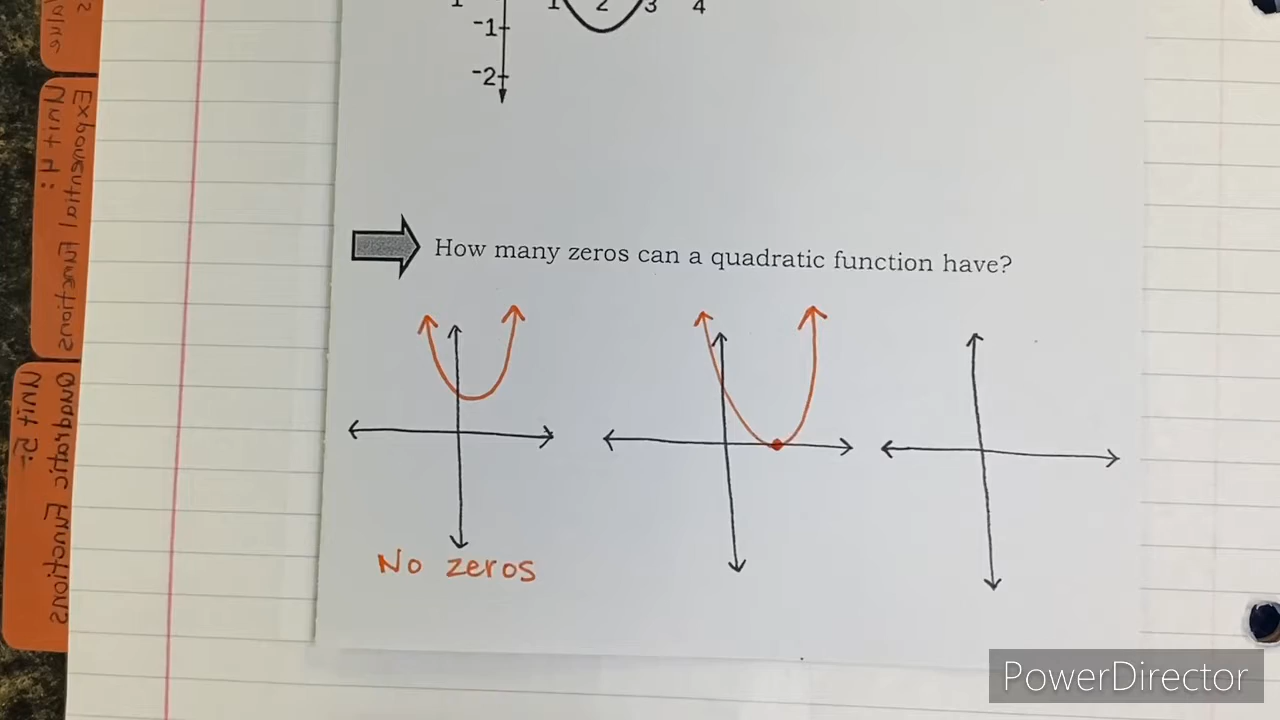 1 1 2 3 4
-1
-2
How many zeros can a quadratic function have?
No zeros
Exponential Functions
Unit 4:
Quadratic Functions
Unit 5:
PowerDirector